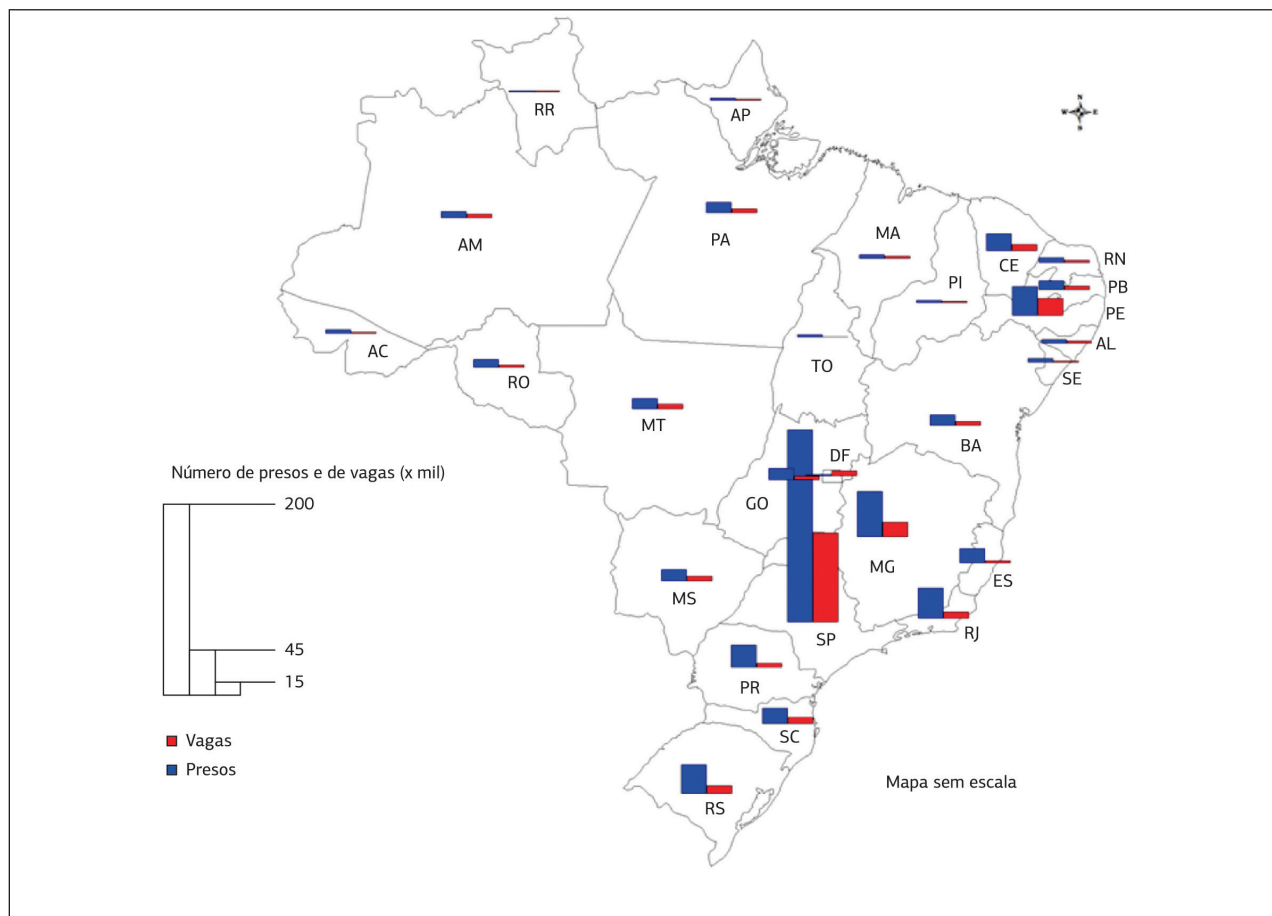 N
W E
S
RR
AP
AM
PA
MA
CE
RN
PI
PB
PE
AC
RO
TO
AL
SE
MT
BA
DF
GO
MG
ES
MS
SP
RJ
PR
SC
RS
Número de presos e de vagas (x mil)
200
45
15
Vagas
Presos
Mapa sem escala